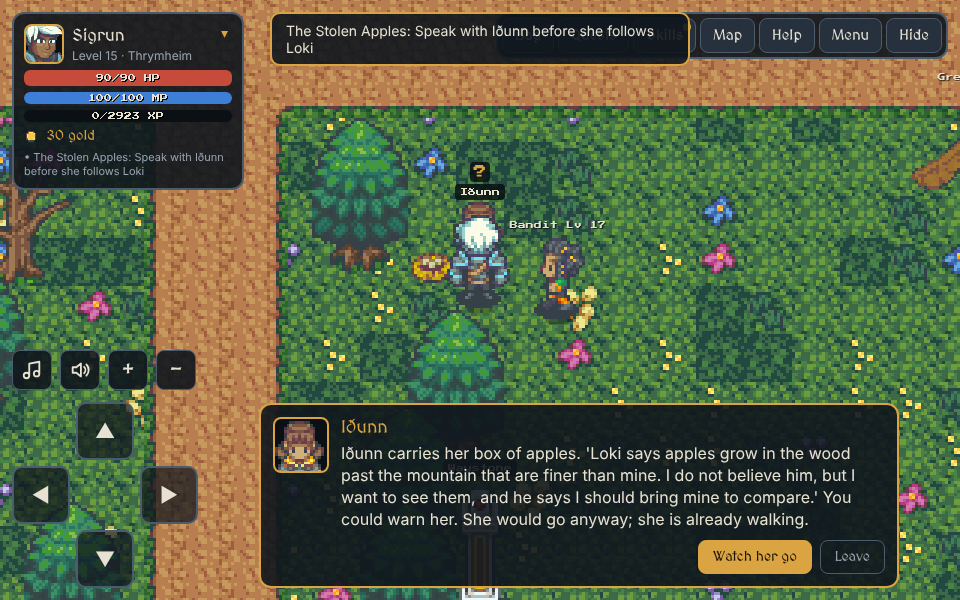 Sigrun
Level 15 · Thrymheim
90/90 HP
100/100 MP
0/2923 XP
30 gold
• The Stolen Apples: Speak with Iðunn before she follows Loki
The Stolen Apples: Speak with Iðunn before she follows
Loki
Map
Help
Menu
Hide
Gre
?
Iðunn
Bandit Lv 17
+
-
Iðunn
Iðunn carries her box of apples. 'Loki says apples grow in the wood
past the mountain that are finer than mine. I do not believe him, but I
want to see them, and he says I should bring mine to compare.' You
could warn her. She would go anyway; she is already walking.
Watch her go
Leave